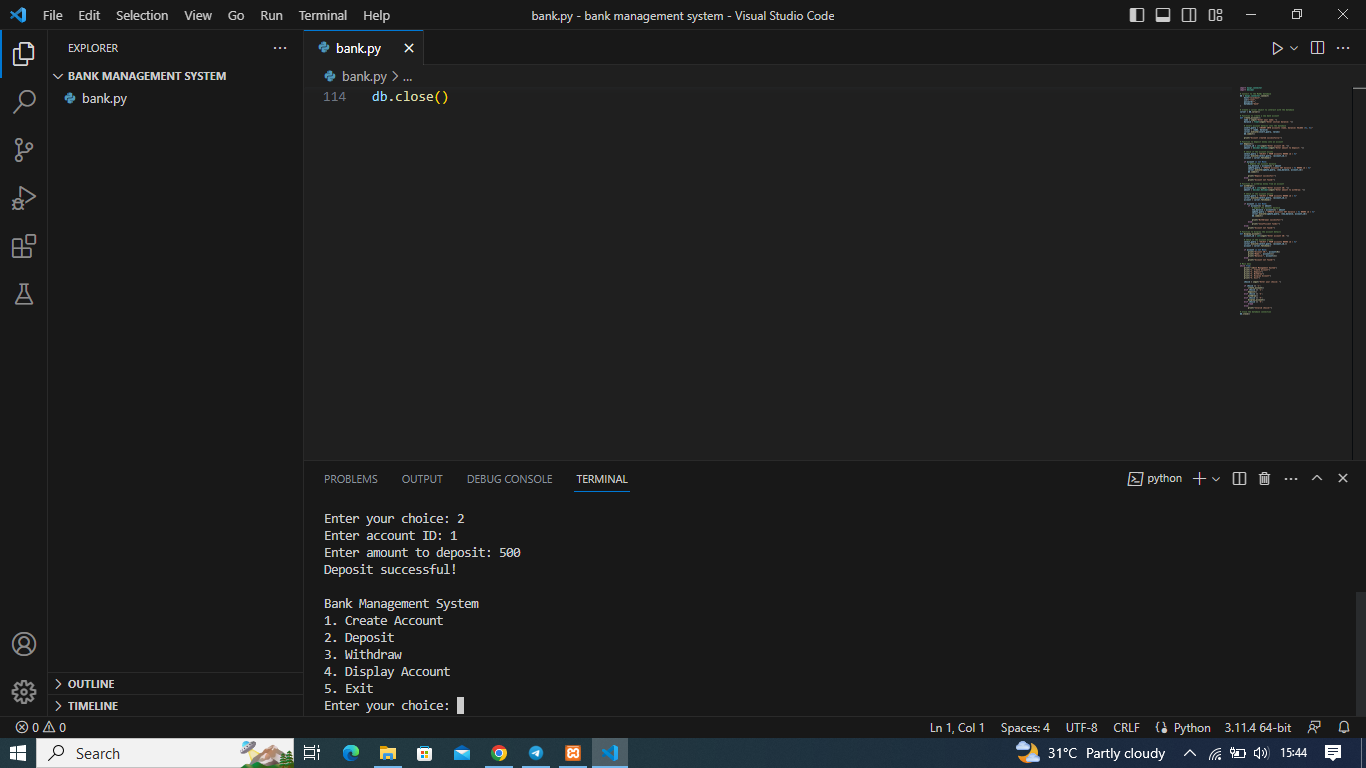 File Edit Selection View Go Run Terminal Help
bank.py - bank management system - Visual Studio Code
EXPLORER
BANK MANAGEMENT SYSTEM
bank.py
OUTLINE
TIMELINE
bank.py
bank.py > ...
114 db.close()
PROBLEMS OUTPUT DEBUG CONSOLE TERMINAL
python
Enter your choice: 2
Enter account ID: 1
Enter amount to deposit: 500
Deposit successful!
Bank Management System
1. Create Account
2. Deposit
3. Withdraw
4. Display Account
5. Exit
Enter your choice:
0 0
Ln 1, Col 1 Spaces: 4 UTF-8 CRLF Python 3.11.4 64-bit
Search
31°C Partly cloudy
15:44